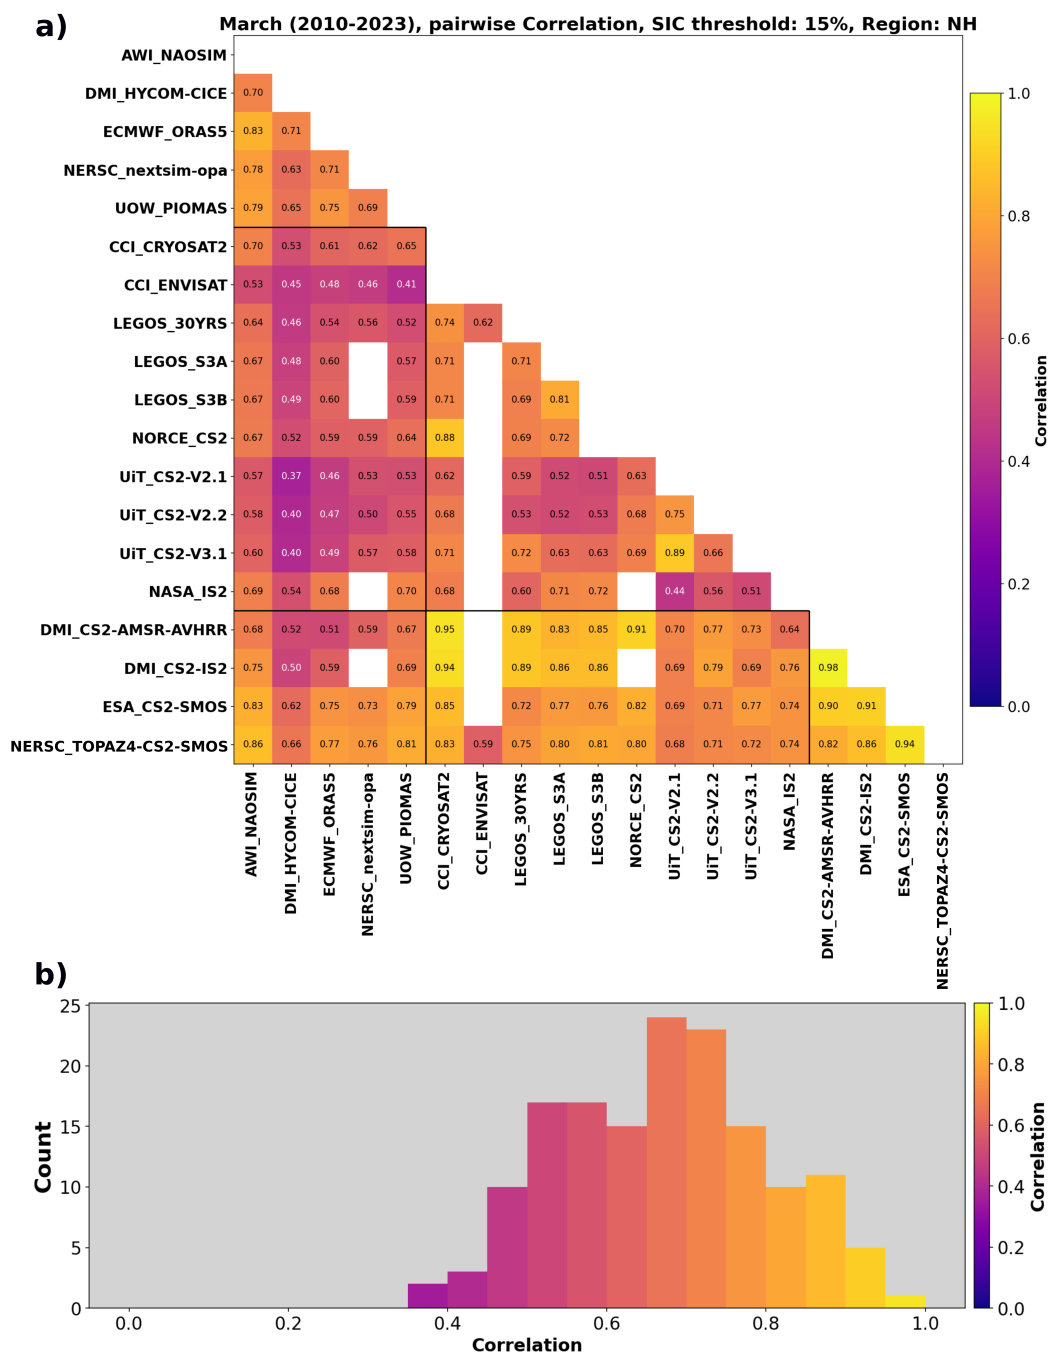 a)
March (2010-2023), pairwise Correlation, SIC threshold: 15%, Region: NH
AWI_NAOSIM
DMI_HYCOM-CICE 0.70
ECMWF_ORAS5 0.83 0.71
NERSC_nextsim-opa 0.78 0.63 0.71
UOW_PIOMAS 0.79 0.65 0.75 0.69
CCI_CRYOSAT2 0.70 0.53 0.61 0.62 0.65
CCI_ENVISAT 0.53 0.45 0.48 0.46 0.41
LEGOS_30YRS 0.64 0.46 0.54 0.56 0.52 0.74 0.62
LEGOS_S3A 0.67 0.48 0.60 0.57 0.71 0.71
LEGOS_S3B 0.67 0.49 0.60 0.59 0.71 0.69 0.81
NORCE_CS2 0.67 0.52 0.59 0.59 0.64 0.88 0.69 0.72
UiT_CS2-V2.1 0.57 0.37 0.46 0.53 0.53 0.62 0.59 0.52 0.51 0.63
UiT_CS2-V2.2 0.58 0.40 0.47 0.50 0.55 0.68 0.53 0.52 0.53 0.68 0.75
UiT_CS2-V3.1 0.60 0.40 0.49 0.57 0.58 0.71 0.72 0.63 0.63 0.69 0.89 0.66
NASA_IS2 0.69 0.54 0.68 0.70 0.68 0.60 0.71 0.72 0.44 0.56 0.51
DMI_CS2-AMSR-AVHRR 0.68 0.52 0.51 0.59 0.67 0.95 0.89 0.83 0.85 0.91 0.70 0.77 0.73 0.64
DMI_CS2-IS2 0.75 0.50 0.59 0.69 0.94 0.89 0.86 0.86 0.69 0.79 0.69 0.76 0.98
ESA_CS2-SMOS 0.83 0.62 0.75 0.73 0.79 0.85 0.72 0.77 0.76 0.82 0.69 0.71 0.77 0.74 0.90 0.91
NERSC_TOPAZ4-CS2-SMOS 0.86 0.66 0.77 0.76 0.81 0.83 0.59 0.75 0.80 0.81 0.80 0.68 0.71 0.72 0.74 0.82 0.86 0.94
AWI_NAOSIM
DMI_HYCOM-CICE
ECMWF_ORAS5
NERSC_nextsim-opa
UOW_PIOMAS
CCI_CRYOSAT2
CCI_ENVISAT
LEGOS_30YRS
LEGOS_S3A
LEGOS_S3B
NORCE_CS2
UiT_CS2-V2.1
UiT_CS2-V2.2
UiT_CS2-V3.1
NASA_IS2
DMI_CS2-AMSR-AVHRR
DMI_CS2-IS2
ESA_CS2-SMOS
NERSC_TOPAZ4-CS2-SMOS
1.0
0.8
0.6
0.4
0.2
0.0
Correlation
b)
25
20
15
10
5
0
Count
0.0 0.2 0.4 0.6 0.8 1.0
Correlation
1.0
0.8
0.6
0.4
0.2
0.0
Correlation